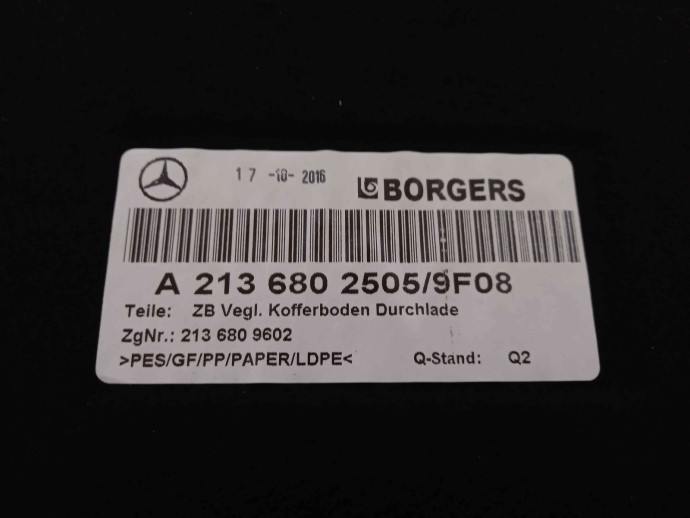 17 -10- 2016 BORGERS
A 213 680 2505/9F08
Teile: ZB Vegl. Kofferboden Durchlade
ZgNr.: 213 680 9602
>PES/GF/PP/PAPER/LDPE< Q-Stand: Q2